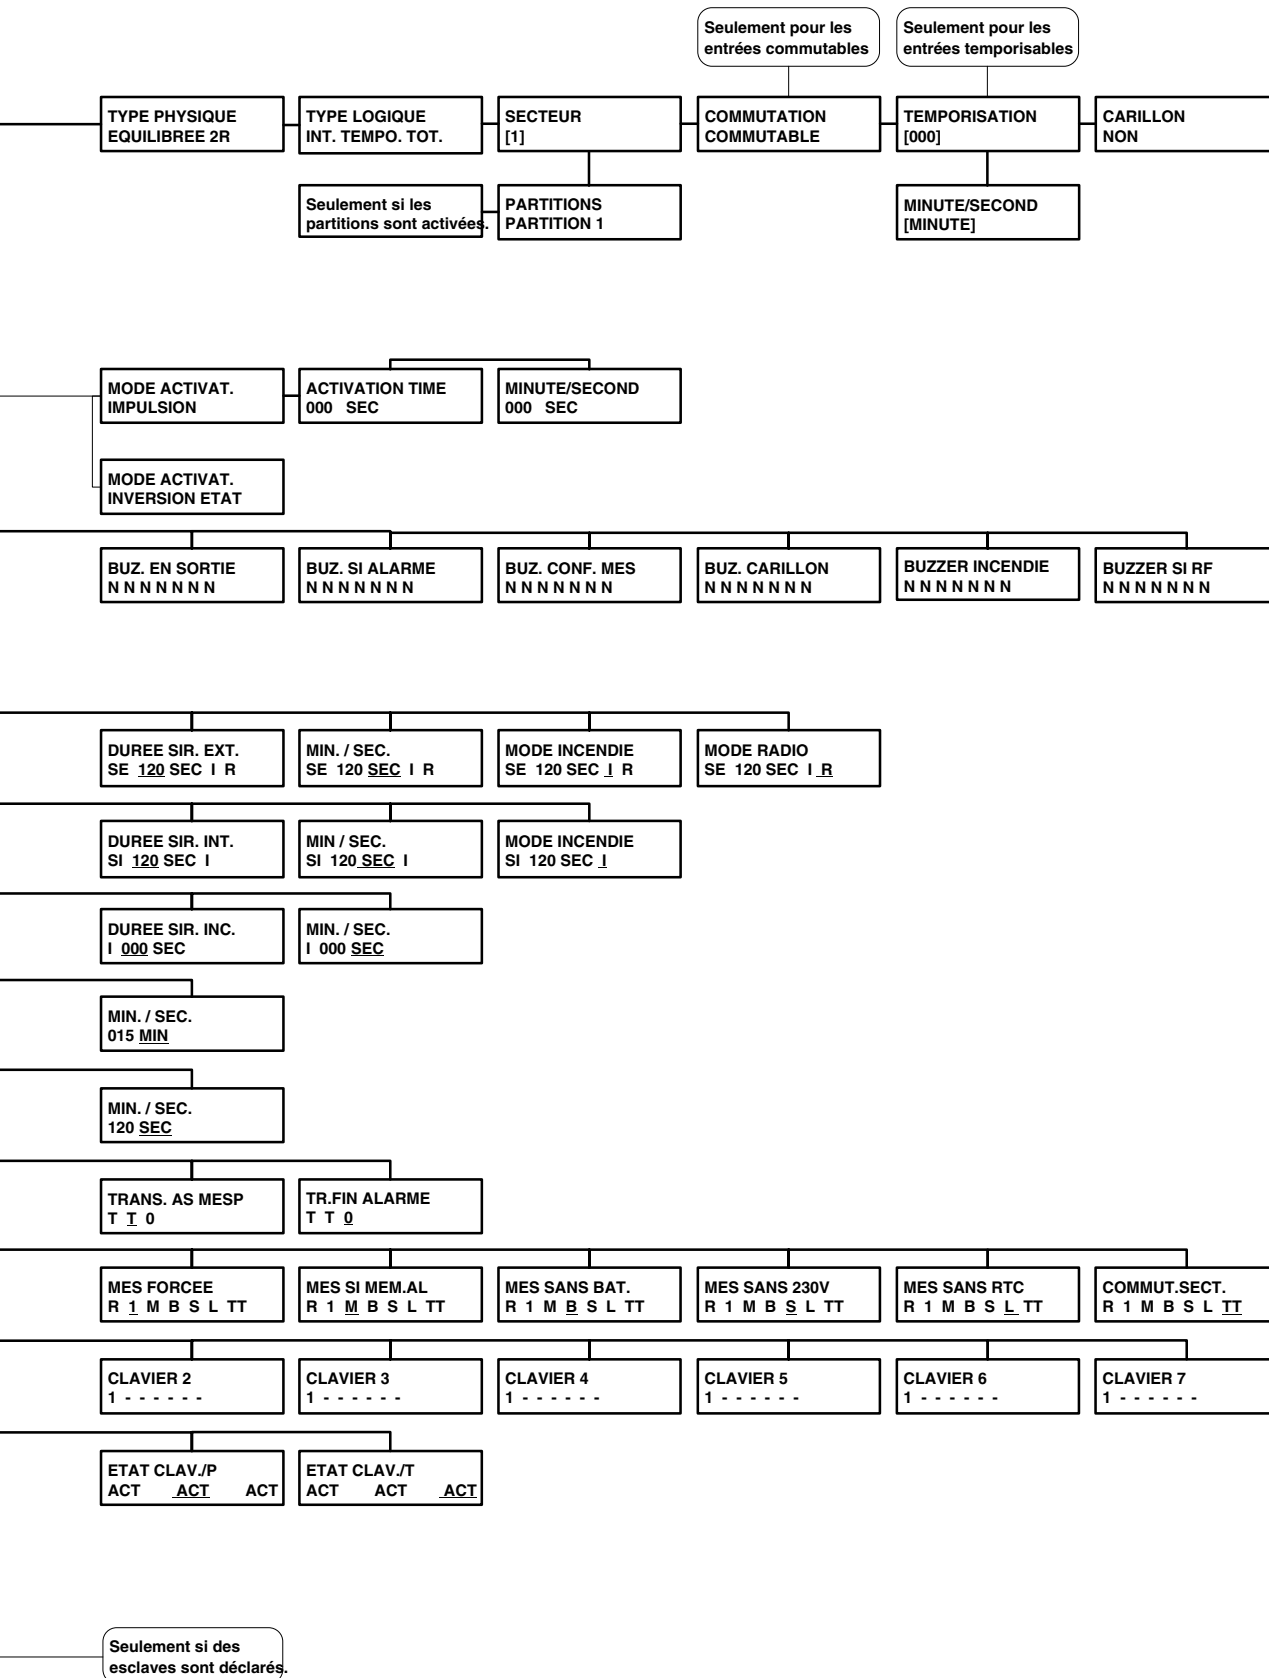 Seulement pour les
entrées commutables
Seulement pour les
entrées temporisables
TYPE PHYSIQUE
EQUILIBREE 2R
TYPE LOGIQUE
INT. TEMPO. TOT.
SECTEUR
[1]
COMMUTATION
COMMUTABLE
TEMPORISATION
[000]
CARILLON
NON
Seulement si les
partitions sont activées.
PARTITIONS
PARTITION 1
MINUTE/SECOND
[MINUTE]
MODE ACTIVAT.
IMPULSION
ACTIVATION TIME
000 SEC
MINUTE/SECOND
000 SEC
MODE ACTIVAT.
INVERSION ETAT
BUZ. EN SORTIE
N N N N N N N
BUZ. SI ALARME
N N N N N N N
BUZ. CONF. MES
N N N N N N N
BUZ. CARILLON
N N N N N N N
BUZZER INCENDIE
N N N N N N N
BUZZER SI RF
N N N N N N N
DUREE SIR. EXT.
SE 120 SEC I R
MIN. / SEC.
SE 120 SEC I R
MODE INCENDIE
SE 120 SEC I R
MODE RADIO
SE 120 SEC I R
DUREE SIR. INT.
SI 120 SEC I
MIN / SEC.
SI 120 SEC I
MODE INCENDIE
SI 120 SEC I
DUREE SIR. INC.
I 000 SEC
MIN. / SEC.
I 000 SEC
MIN. / SEC.
015 MIN
MIN. / SEC.
120 SEC
TRANS. AS MESP
T T 0
TR.FIN ALARME
T T 0
MES FORCEE
R 1 M B S L TT
MES SI MEM.AL
R 1 M B S L TT
MES SANS BAT.
R 1 M B S L TT
MES SANS 230V
R 1 M B S L TT
MES SANS RTC
R 1 M B S L TT
COMMUT.SECT.
R 1 M B S L TT
CLAVIER 2
1 - - - - - -
CLAVIER 3
1 - - - - - -
CLAVIER 4
1 - - - - - -
CLAVIER 5
1 - - - - - -
CLAVIER 6
1 - - - - - -
CLAVIER 7
1 - - - - - -
ETAT CLAV./P
ACT ACT ACT
ETAT CLAV./T
ACT ACT ACT
Seulement si des
esclaves sont déclarés.